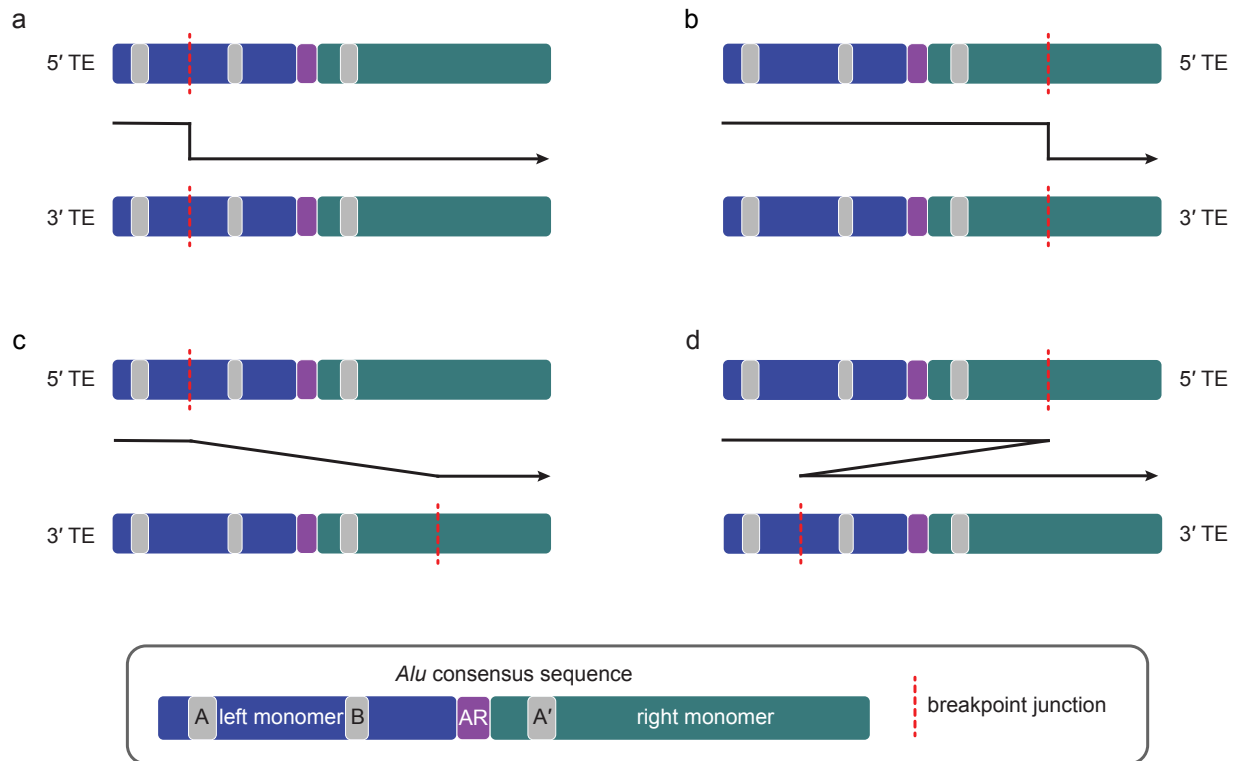 a
b
5′ TE
5′ TE
3′ TE
3′ TE
c
d
5′ TE
5′ TE
3′ TE
3′ TE
Alu consensus sequence
A left monomer B AR A′ right monomer
breakpoint junction